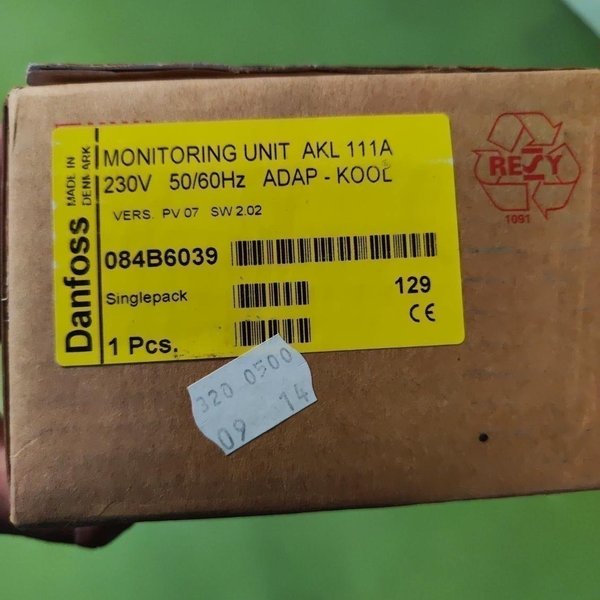 Danfoss
MADE IN
DENMARK
MONITORING UNIT AKL 111A
230V 50/60Hz ADAP-KOOL®
VERS. PV 07 SW 2.02
084B6039
Singlepack
129
1 Pcs.
CE
RESY
1091
320 0500
09 14